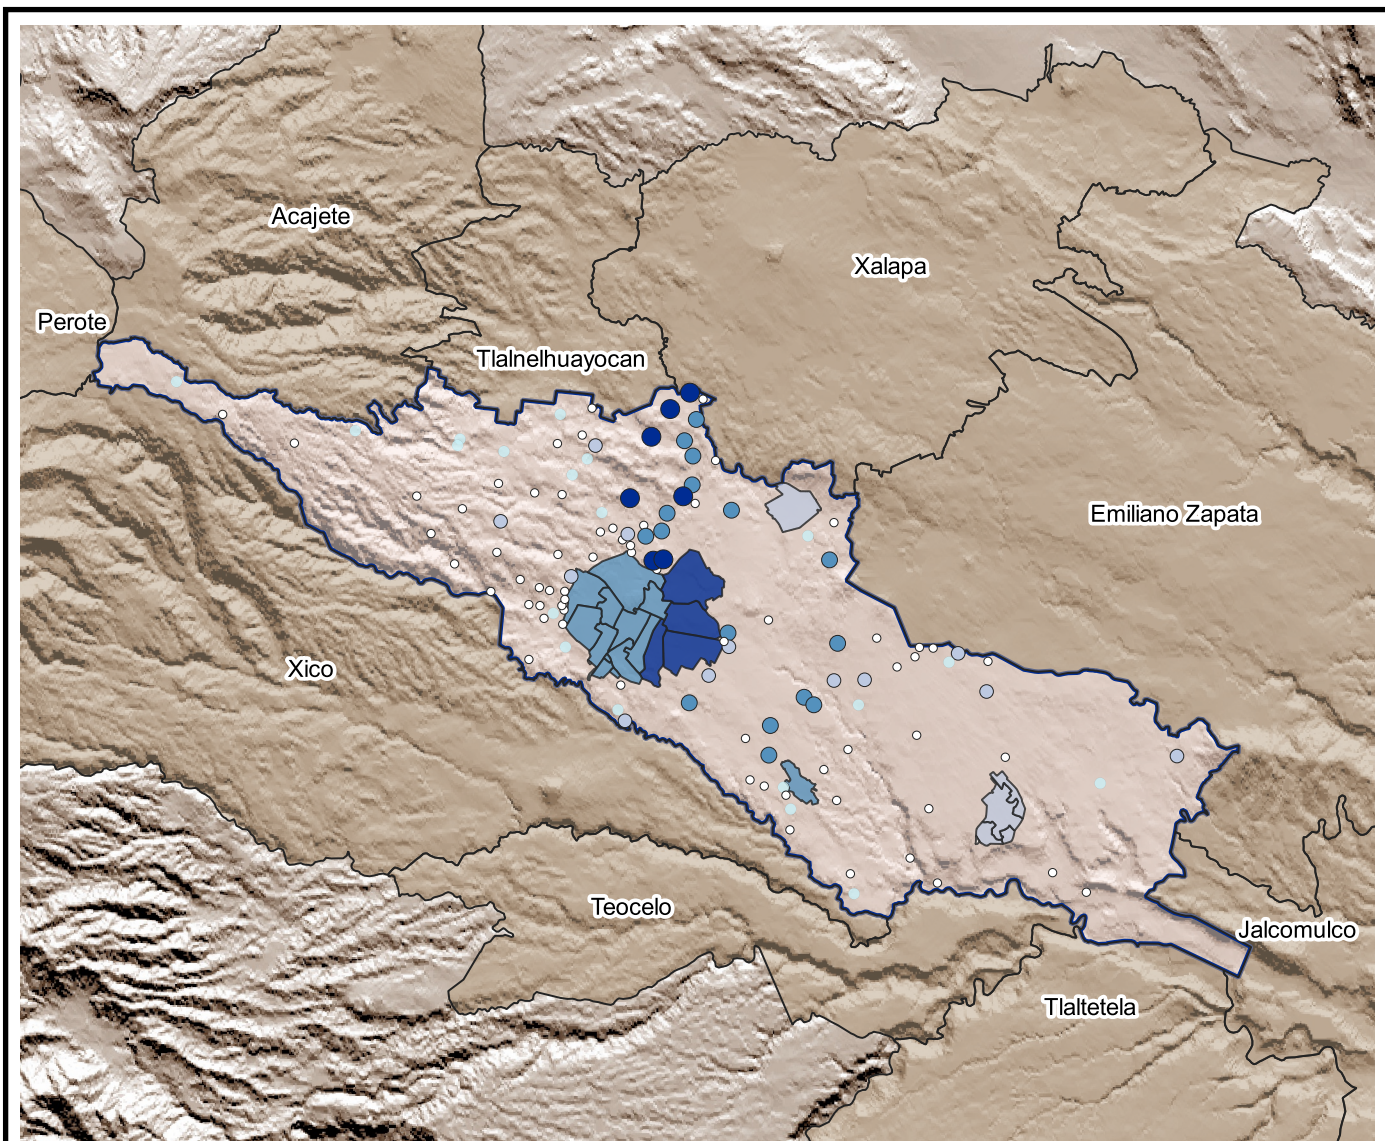 Acajete
Xalapa
Perote
Tlalnelhuayocan
Emiliano Zapata
Xico
Teocelo
Jalcomulco
Tlaltetela